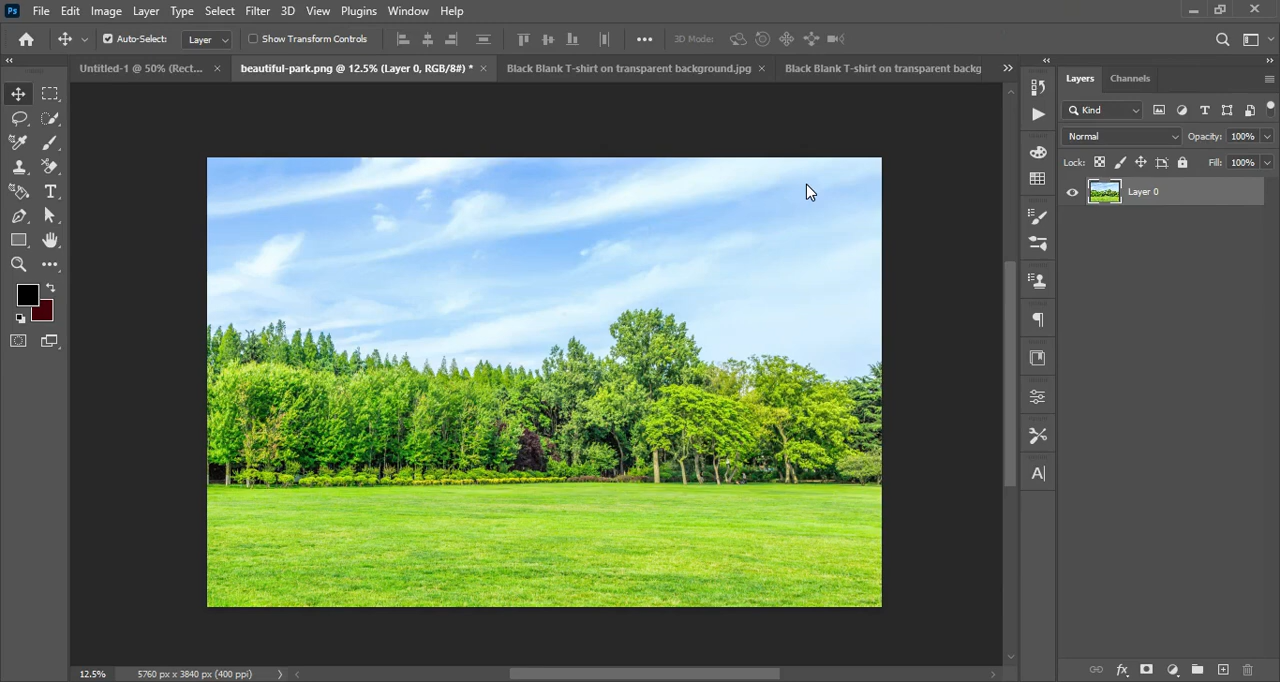 Ps File Edit Image Layer Type Select Filter 3D View Plugins Window Help
Auto-Select: Layer Show Transform Controls 3D Mode:
Untitled-1 @ 50% (Rect... × beautiful-park.png @ 12.5% (Layer 0, RGB/8#) * × Black Blank T-shirt on transparent background.jpg × Black Blank T-shirt on transparent backg
Layers Channels
Kind
Normal Opacity: 100%
Lock: Fill: 100%
Layer 0
12.5% 5760 px x 3840 px (400 ppi)